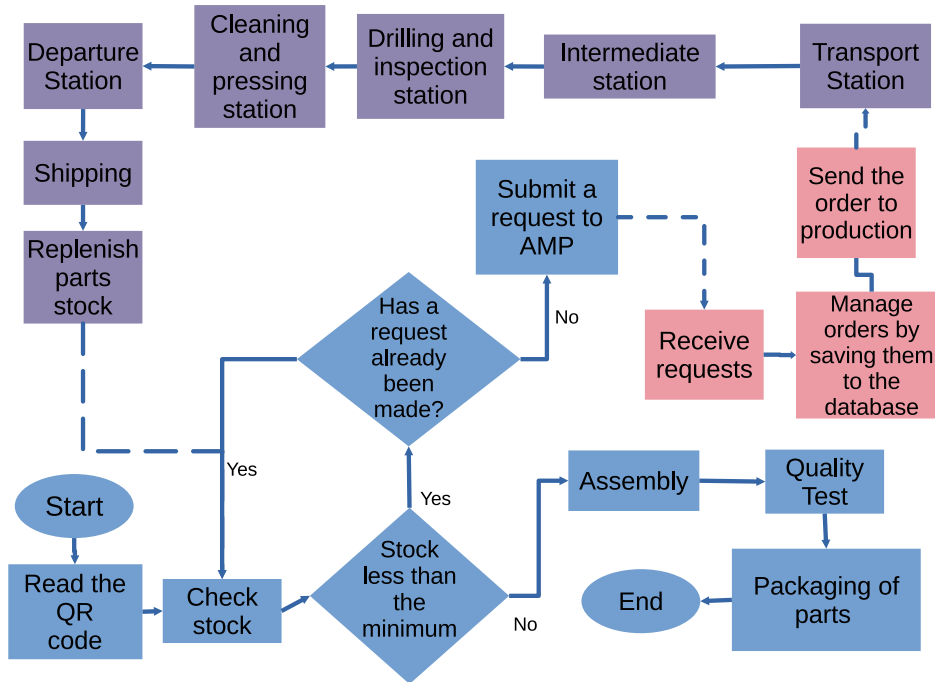 Departure
Station
Cleaning
and
pressing
station
Drilling and
inspection
station
Intermediate
station
Transport
Station
Shipping
Replenish
parts
stock
Submit a
request to
AMP
Send the
order to
production
Has a
request
already
been
made?
No
Receive
requests
Manage
orders by
saving them
to the
database
Yes
Yes
Start
Read the
QR
code
Check
stock
Stock
less than
the
minimum
No
Assembly
Quality
Test
Packaging of
parts
End